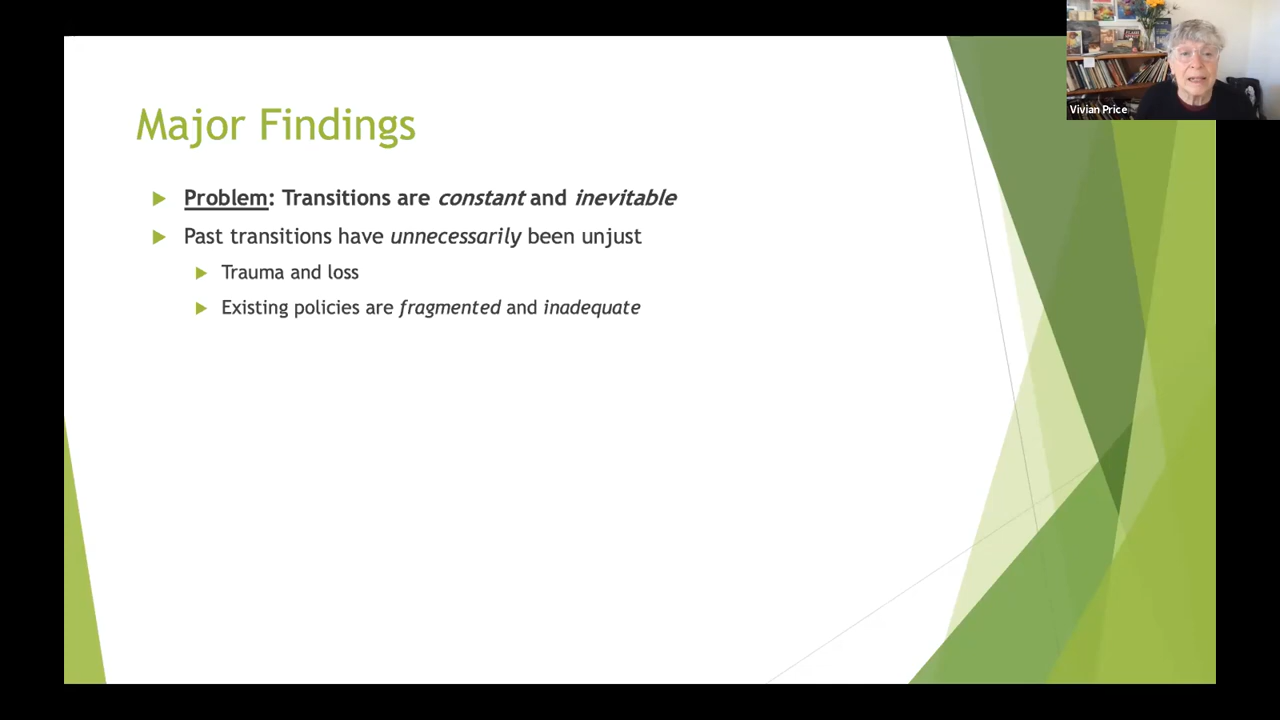 Vivian Price
Major Findings
Problem: Transitions are constant and inevitable
Past transitions have unnecessarily been unjust
Trauma and loss
Existing policies are fragmented and inadequate